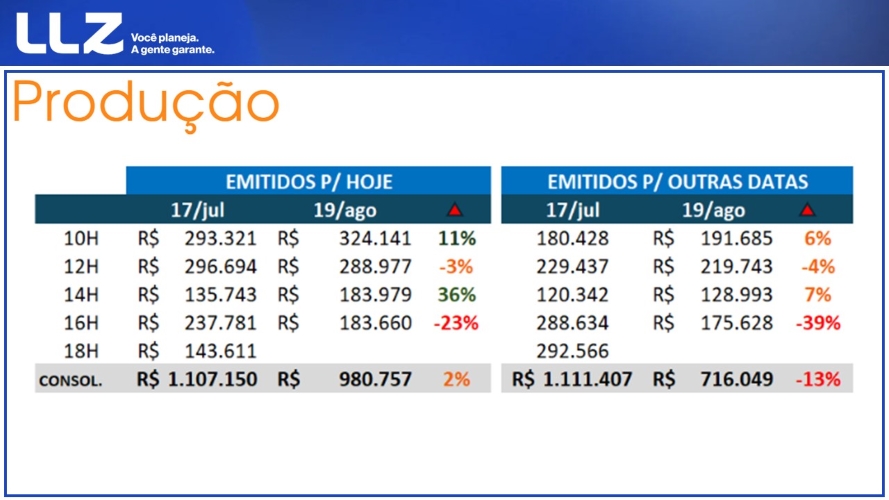 LLZ Você planeja.
A gente garante.
Produção
EMITIDOS P/ HOJE EMITIDOS P/ OUTRAS DATAS
17/jul 19/ago 17/jul 19/ago
10H R$ 293.321 R$ 324.141 11% 180.428 R$ 191.685 6%
12H R$ 296.694 R$ 288.977 -3% 229.437 R$ 219.743 -4%
14H R$ 135.743 R$ 183.979 36% 120.342 R$ 128.993 7%
16H R$ 237.781 R$ 183.660 -23% 288.634 R$ 175.628 -39%
18H R$ 143.611 292.566
CONSOL. R$ 1.107.150 R$ 980.757 2% R$ 1.111.407 R$ 716.049 -13%